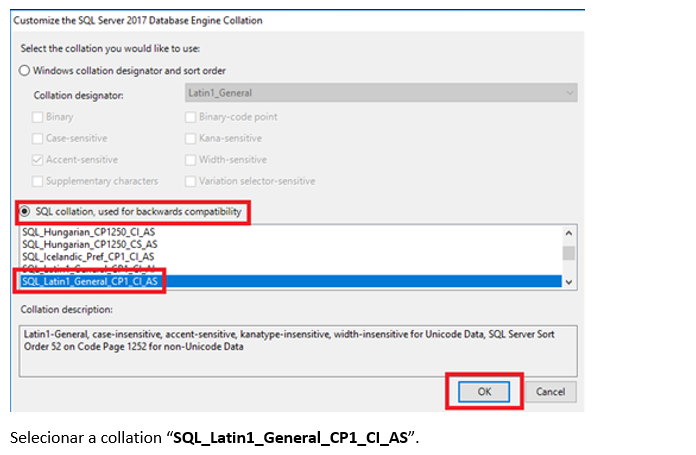 Customize the SQL Server 2017 Database Engine Collation
Select the collation you would like to use:
Windows collation designator and sort order
Collation designator:
Latin1_General
Binary
Binary-code point
Case-sensitive
Kana-sensitive
Accent-sensitive
Width-sensitive
Supplementary characters
Variation selector-sensitive
SQL collation, used for backwards compatibility
SQL_Hungarian_CP1250_CI_AS
SQL_Hungarian_CP1250_CS_AS
SQL_Icelandic_Pref_CP1_CI_AS
SQL_Latin1_General_CP1_CI_AI
SQL_Latin1_General_CP1_CI_AS
Collation description:
Latin1-General, case-insensitive, accent-sensitive, kanatype-insensitive, width-insensitive for Unicode Data, SQL Server Sort
Order 52 on Code Page 1252 for non-Unicode Data
OK
Cancel
Selecionar a collation “SQL_Latin1_General_CP1_CI_AS”.